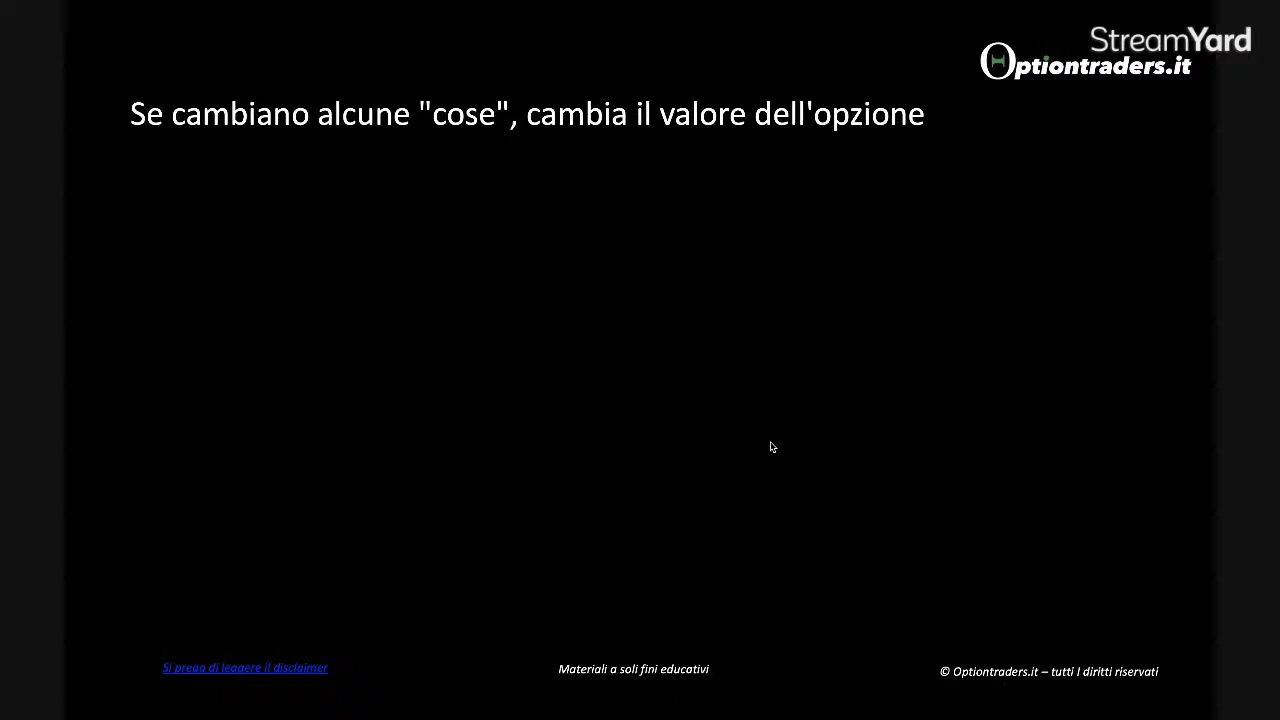 StreamYard
Optiontraders.it
Se cambiano alcune "cose", cambia il valore dell'opzione
Si prega di leggere il disclaimer
Materiali a soli fini educativi
© Optiontraders.it – tutti I diritti riservati